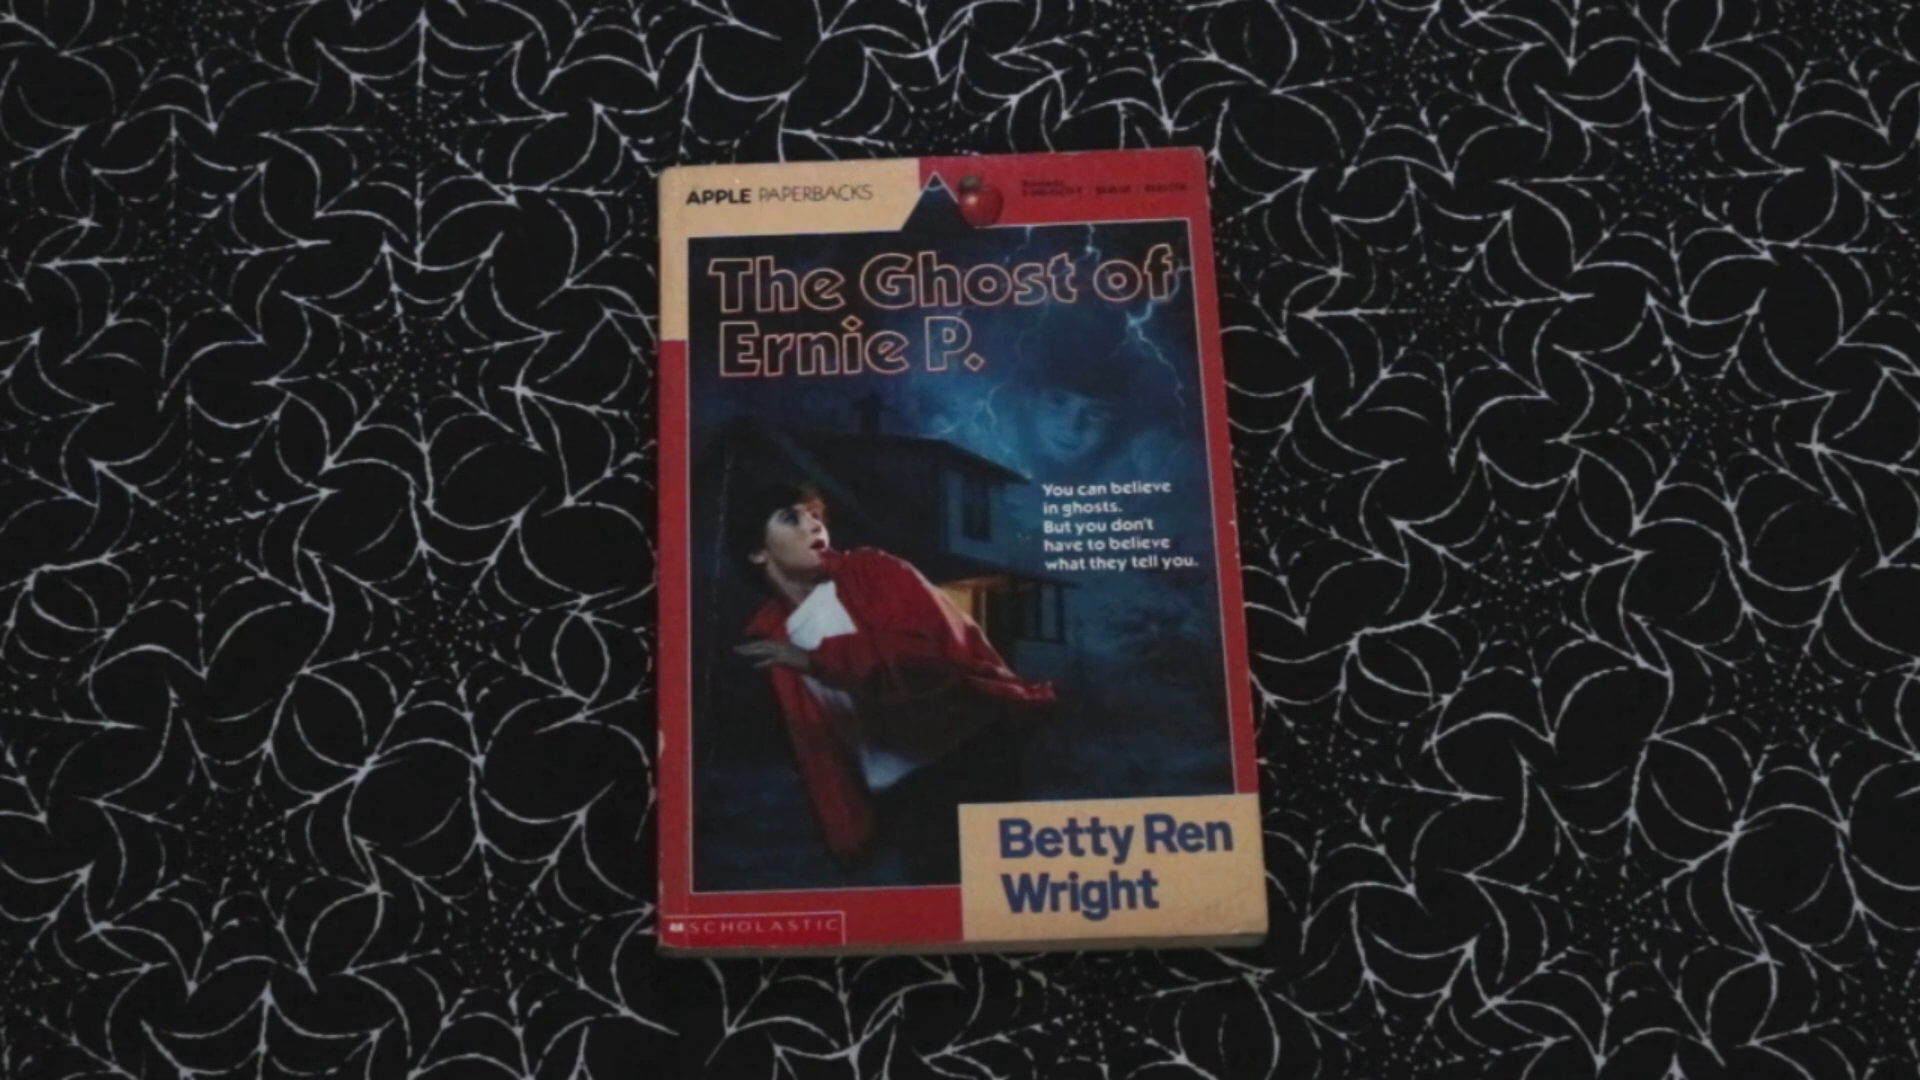 APPLE PAPERBACKS
The Ghost of
Ernie P.
You can believe
in ghosts.
But you don't
have to believe
what they tell you.
Betty Ren
Wright
SCHOLASTIC